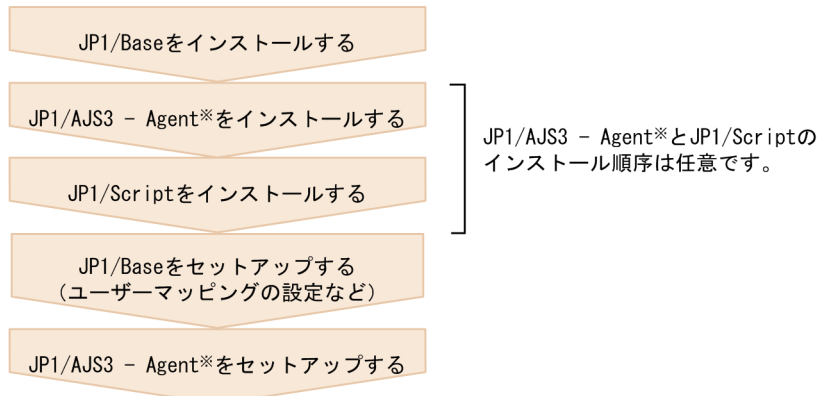 JP1/Baseをインストールする
JP1/AJS3 - Agent※をインストールする
JP1/Scriptをインストールする
JP1/AJS3 - Agent※とJP1/Scriptの
インストール順序は任意です。
JP1/Baseをセットアップする
(ユーザーマッピングの設定など)
JP1/AJS3 - Agent※をセットアップする